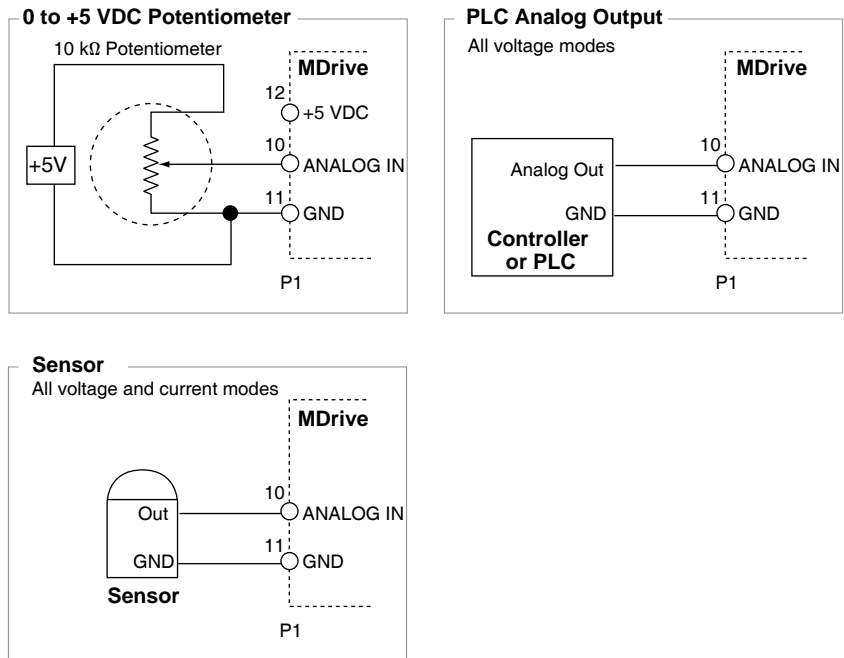 0 to +5 VDC Potentiometer
10 kΩ Potentiometer
MDrive
12
+5 VDC
10
+5V
ANALOG IN
11
GND
P1
PLC Analog Output
All voltage modes
MDrive
10
Analog Out
ANALOG IN
11
GND
GND
Controller
or PLC
P1
Sensor
All voltage and current modes
MDrive
10
Out
ANALOG IN
11
GND
GND
Sensor
P1